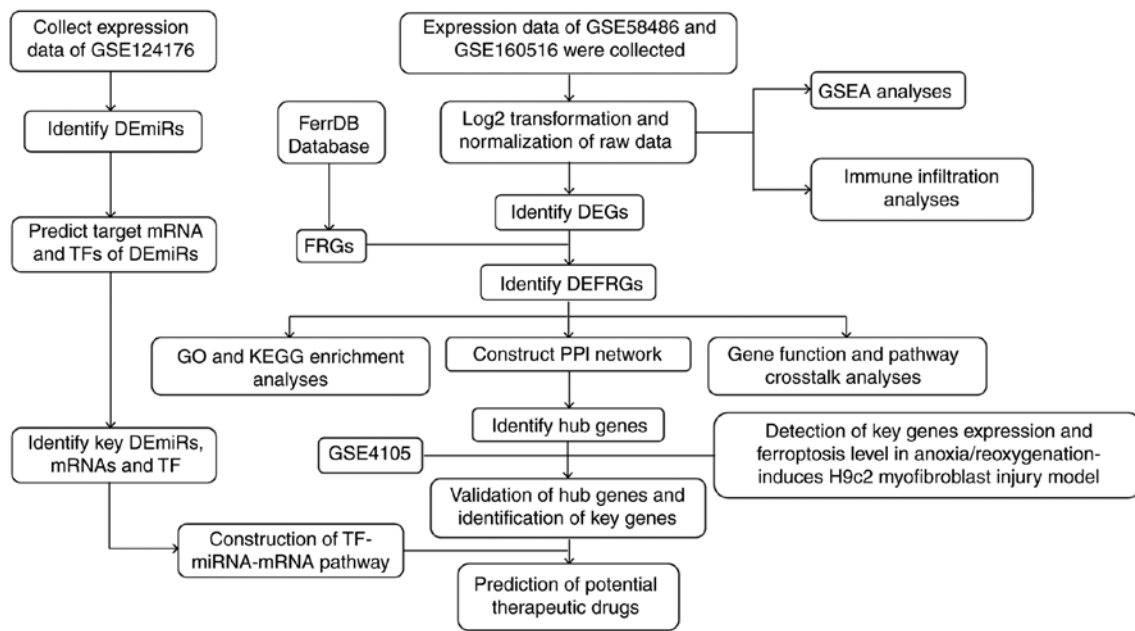 Collect expression
data of GSE124176
Expression data of GSE58486 and
GSE160516 were collected
GSEA analyses
Identify DEmiRs
FerrDB
Database
Log2 transformation and
normalization of raw data
Immune infiltration
analyses
Identify DEGs
Predict target mRNA
and TFs of DEmiRs
FRGs
Identify DEFRGs
GO and KEGG enrichment
analyses
Construct PPI network
Gene function and pathway
crosstalk analyses
Identify hub genes
Identify key DEmiRs,
mRNAs and TF
GSE4105
Detection of key genes expression and
ferroptosis level in anoxia/reoxygenation-
induces H9c2 myofibroblast injury model
Validation of hub genes and
identification of key genes
Construction of TF-
miRNA-mRNA pathway
Prediction of potential
therapeutic drugs